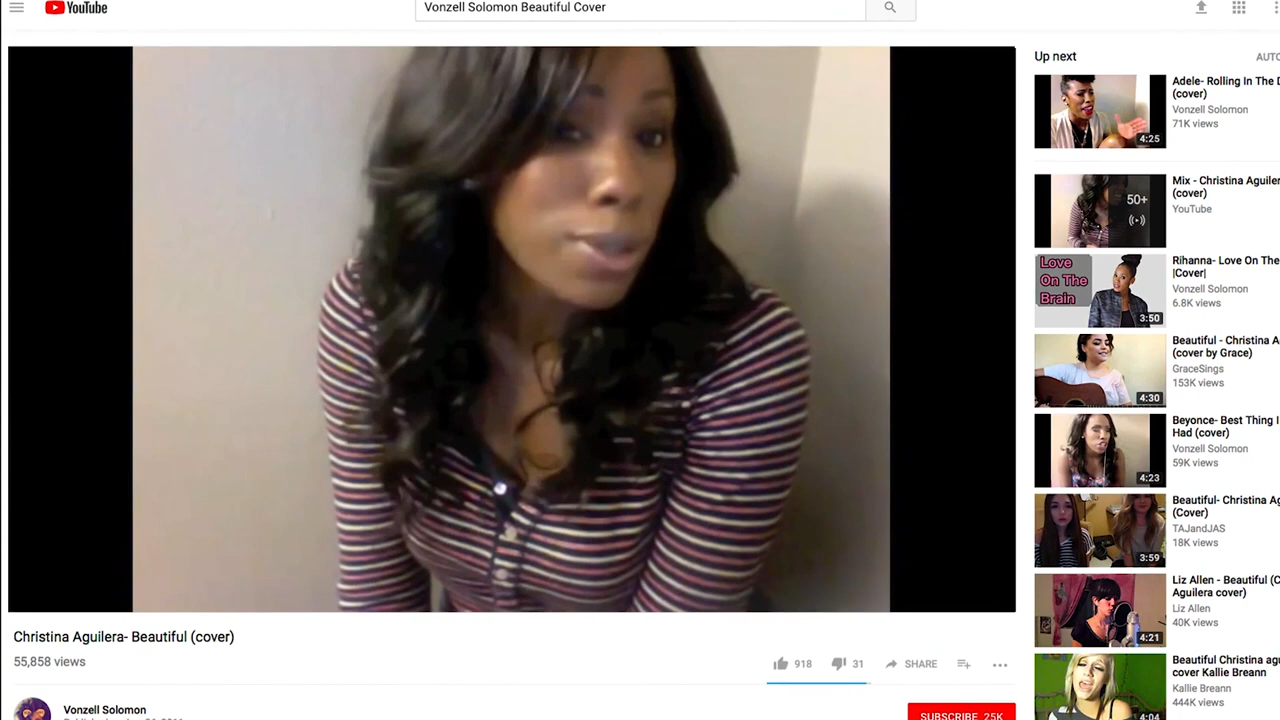 YouTube
Vonzell Solomon Beautiful Cover
Up next
AUTO
Adele- Rolling In The D
(cover)
Vonzell Solomon
71K views
4:25
Mix - Christina Aguiler
(cover)
YouTube
50+
Rihanna- Love On The
|Cover|
Vonzell Solomon
6.8K views
Love
On The
Brain
3:50
Beautiful - Christina A
(cover by Grace)
GraceSings
153K views
4:30
Beyonce- Best Thing I
Had (cover)
Vonzell Solomon
59K views
4:23
Beautiful- Christina Ag
(Cover)
TAJandJAS
18K views
3:59
Liz Allen - Beautiful (C
Aguilera cover)
Liz Allen
40K views
4:21
Beautiful Christina agu
cover Kallie Breann
Kallie Breann
444K views
4:04
Christina Aguilera- Beautiful (cover)
55,858 views
918
31
SHARE
Vonzell Solomon
SUBSCRIBE 25K